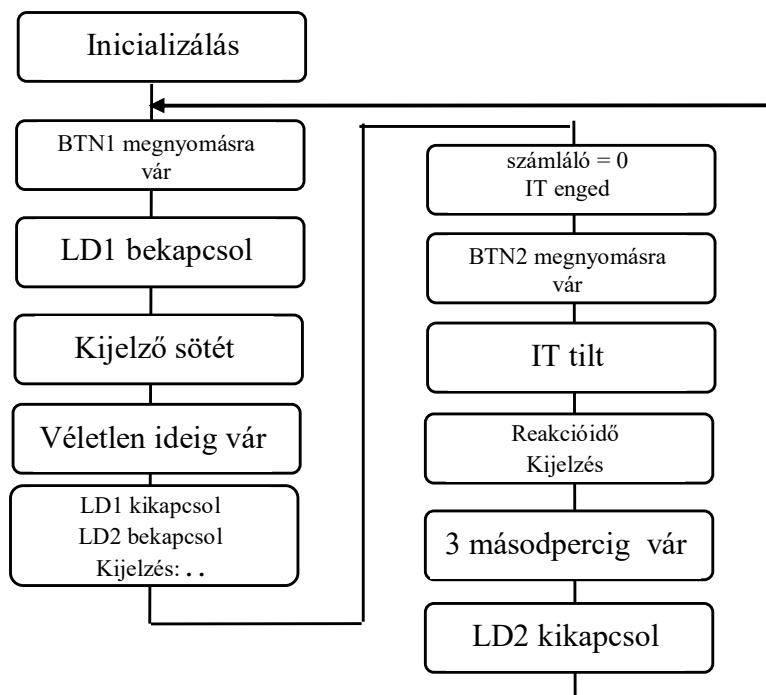 Inicializálás
BTN1 megnyomásra
vár
LD1 bekapcsol
Kijelző sötét
Véletlen ideig vár
LD1 kikapcsol
LD2 bekapcsol
Kijelzés: . .
számláló = 0
IT enged
BTN2 megnyomásra
vár
IT tilt
Reakcióidő
Kijelzés
3 másodpercig vár
LD2 kikapcsol